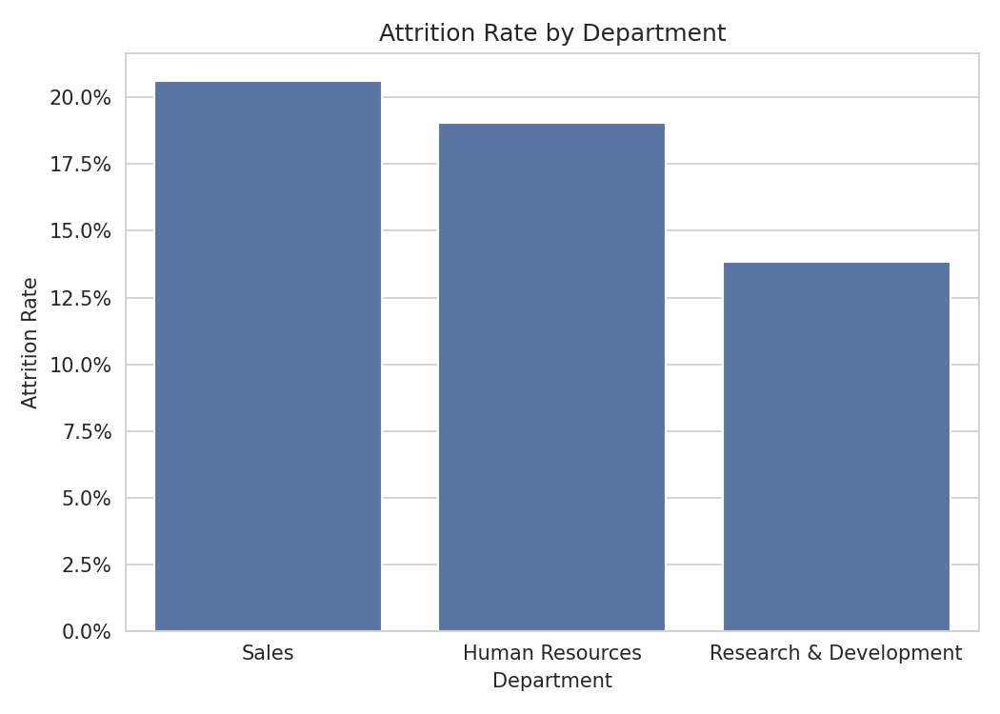 Attrition Rate by Department
Attrition Rate
20.0%
17.5%
15.0%
12.5%
10.0%
7.5%
5.0%
2.5%
0.0%
Sales
Human Resources
Research & Development
Department